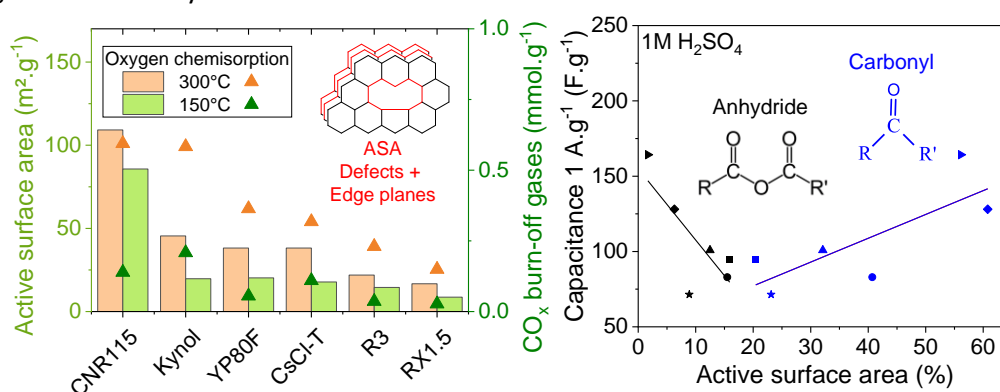 Active surface area (m².g⁻¹)
150
100
50
0
Oxygen chemisorption
300°C
150°C
ASA
Defects +
Edge planes
1.0
0.5
0.0
COₓ burn-off gases (mmol.g⁻¹)
CNR115
Kynol
YP80F
CsCl-T
R3
RX1.5
Capacitance 1 A.g⁻¹ (F.g⁻¹)
250
200
150
100
50
1M H₂SO₄
Anhydride
O O
R O R'
Carbonyl
O
C
R R'
0 10 20 30 40 50 60
Active surface area (%)